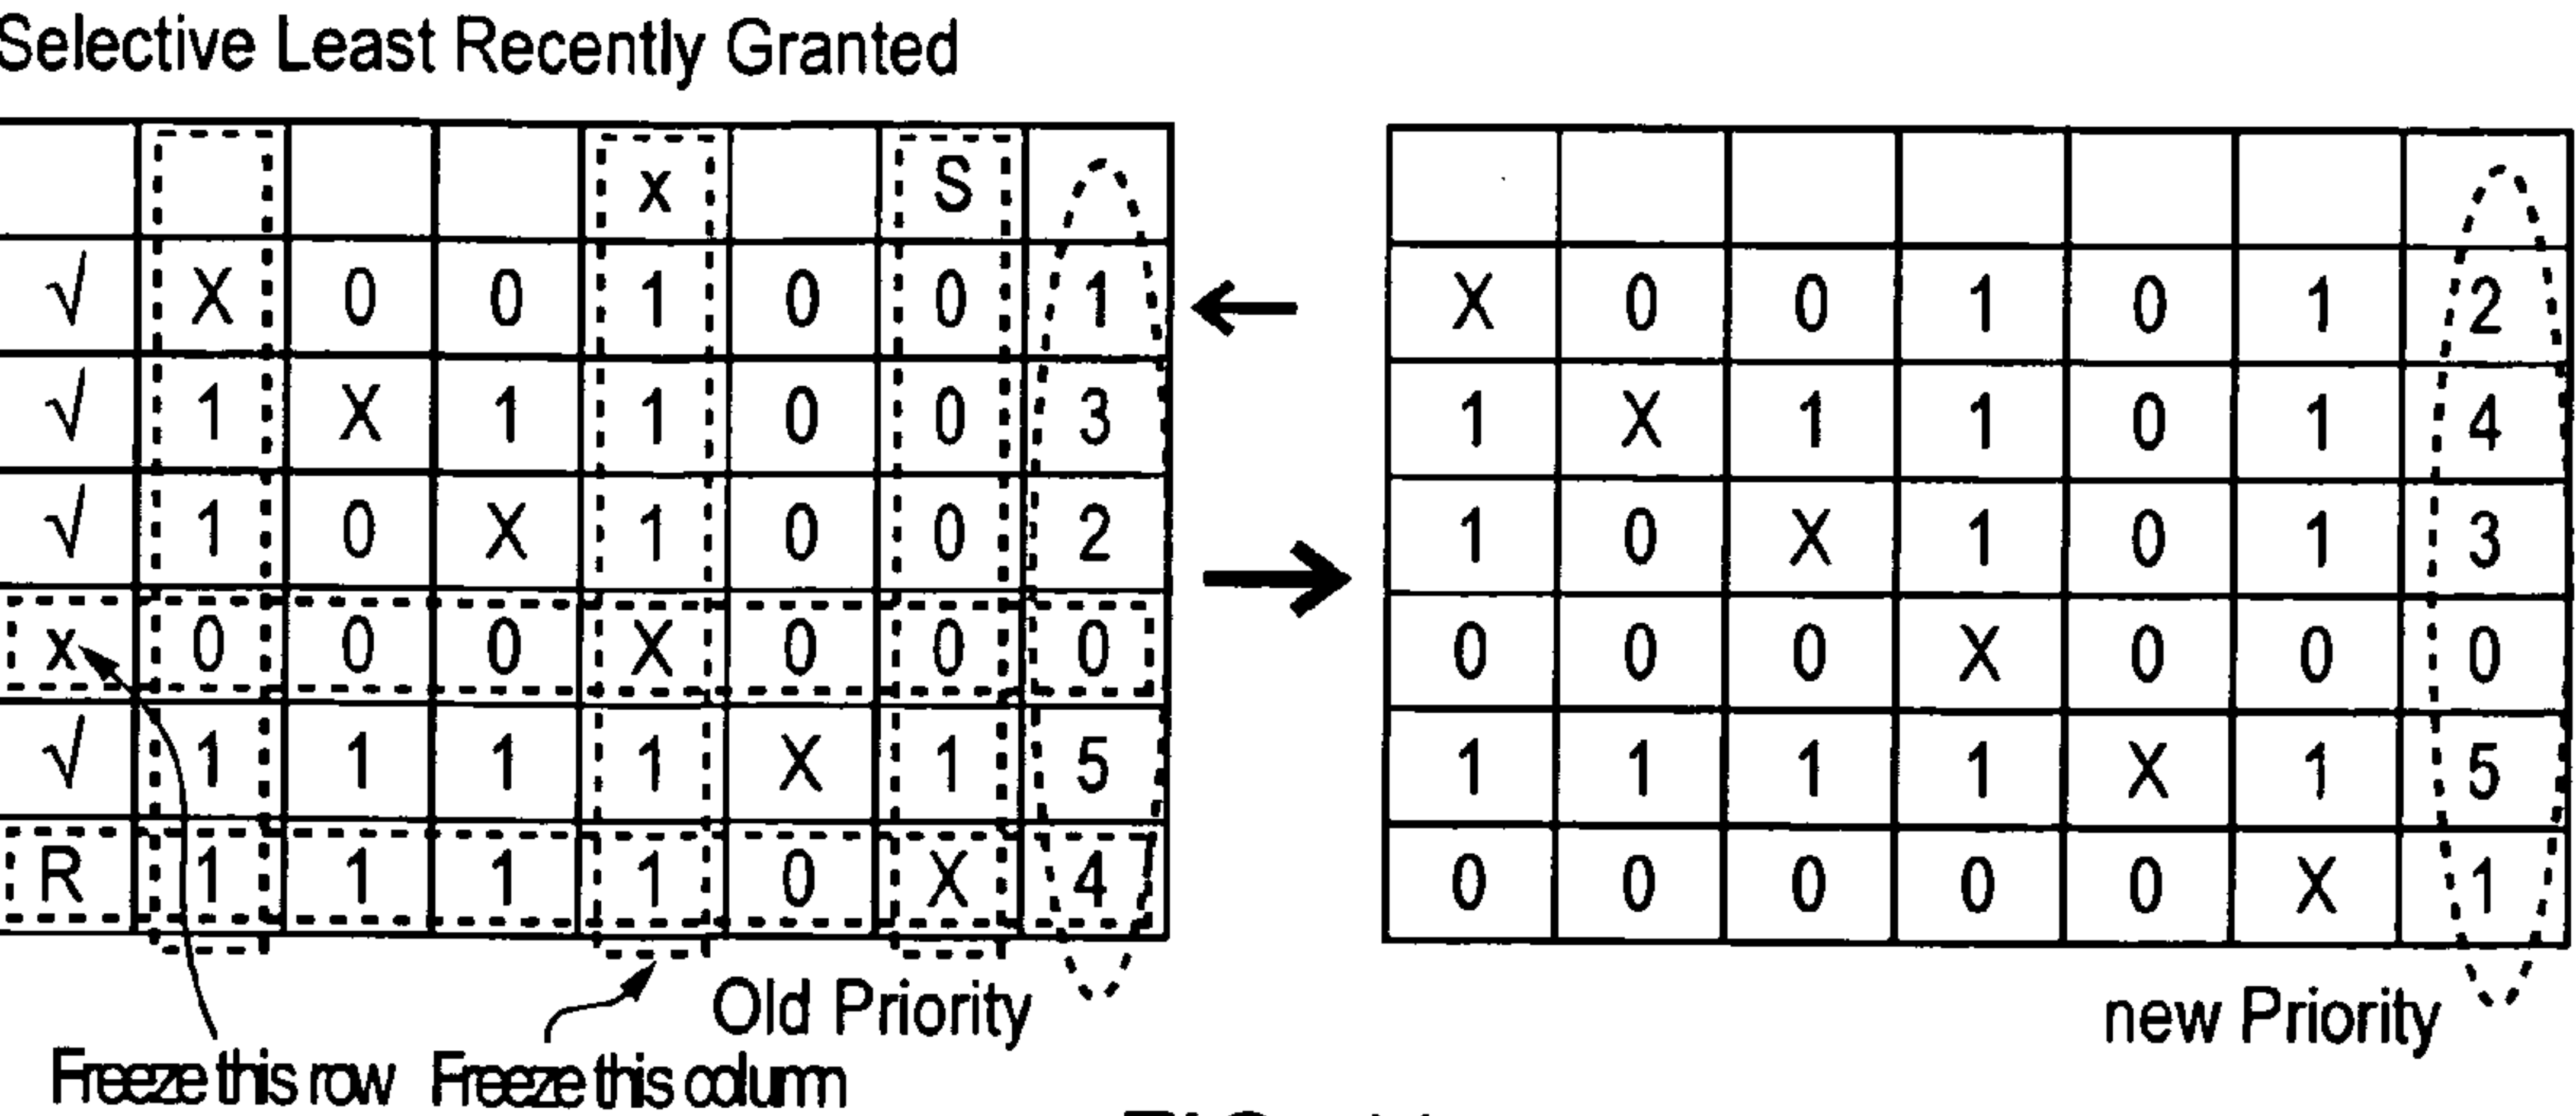 Selective Least Recently Granted
x S
√ X 0 0 1 0 0 1
√ 1 X 1 1 0 0 3
√ 1 0 X 1 0 0 2
x 0 0 0 X 0 0 0
√ 1 1 1 1 X 1 5
R 1 1 1 1 0 X 4
X 0 0 1 0 1 2
1 X 1 1 0 1 4
1 0 X 1 0 1 3
0 0 0 X 0 0 0
1 1 1 1 X 1 5
0 0 0 0 0 X 1
Old Priority
new Priority
Freeze this row Freeze this column